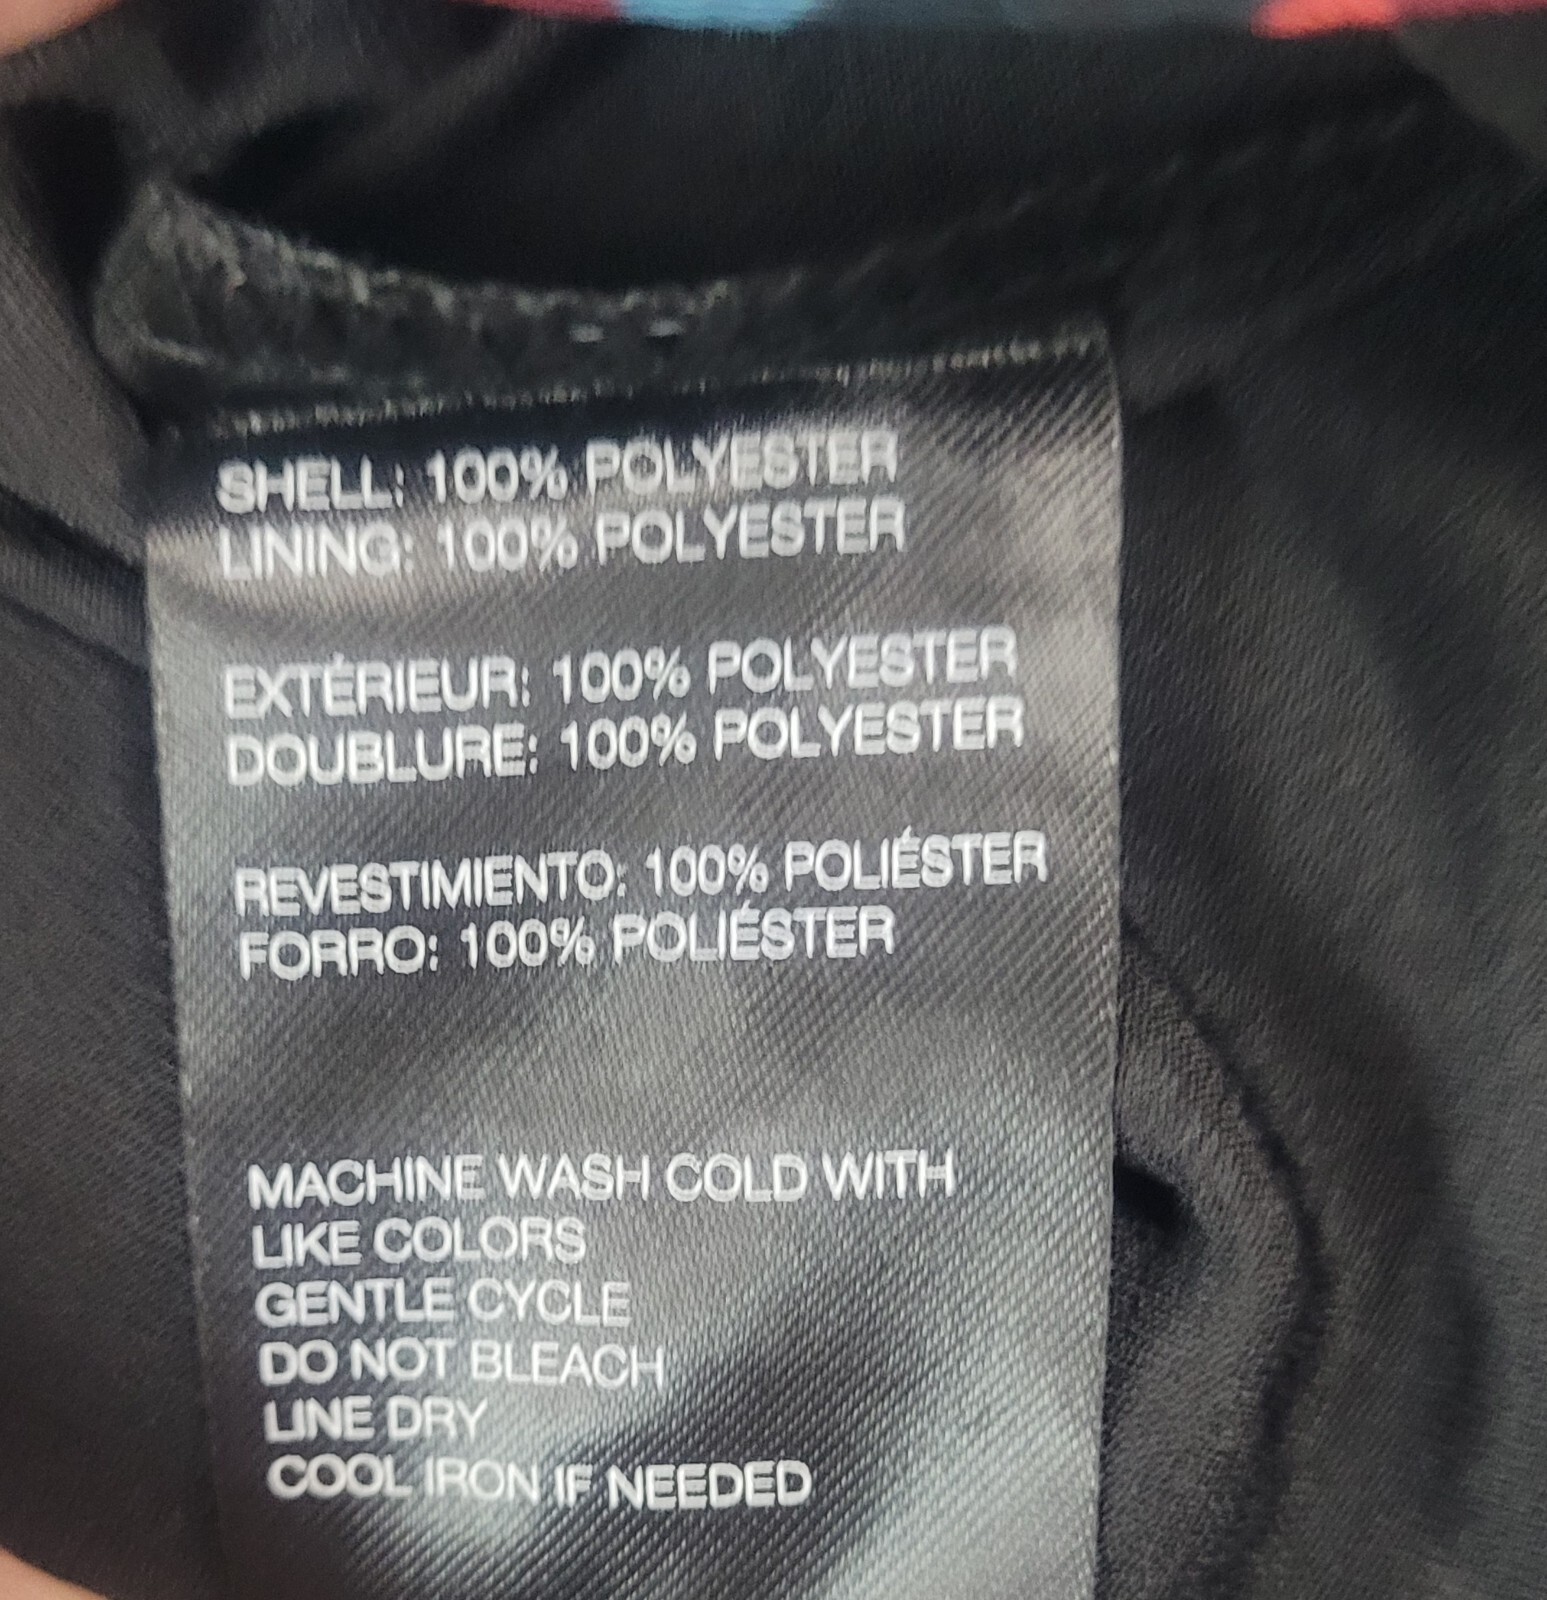 SHELL: 100% POLYESTER
LINING: 100% POLYESTER
EXTÉRIEUR: 100% POLYESTER
DOUBLURE: 100% POLYESTER
REVESTIMIENTO: 100% POLIÉSTER
FORRO: 100% POLIÉSTER
MACHINE WASH COLD WITH
LIKE COLORS
GENTLE CYCLE
DO NOT BLEACH
LINE DRY
COOL IRON IF NEEDED